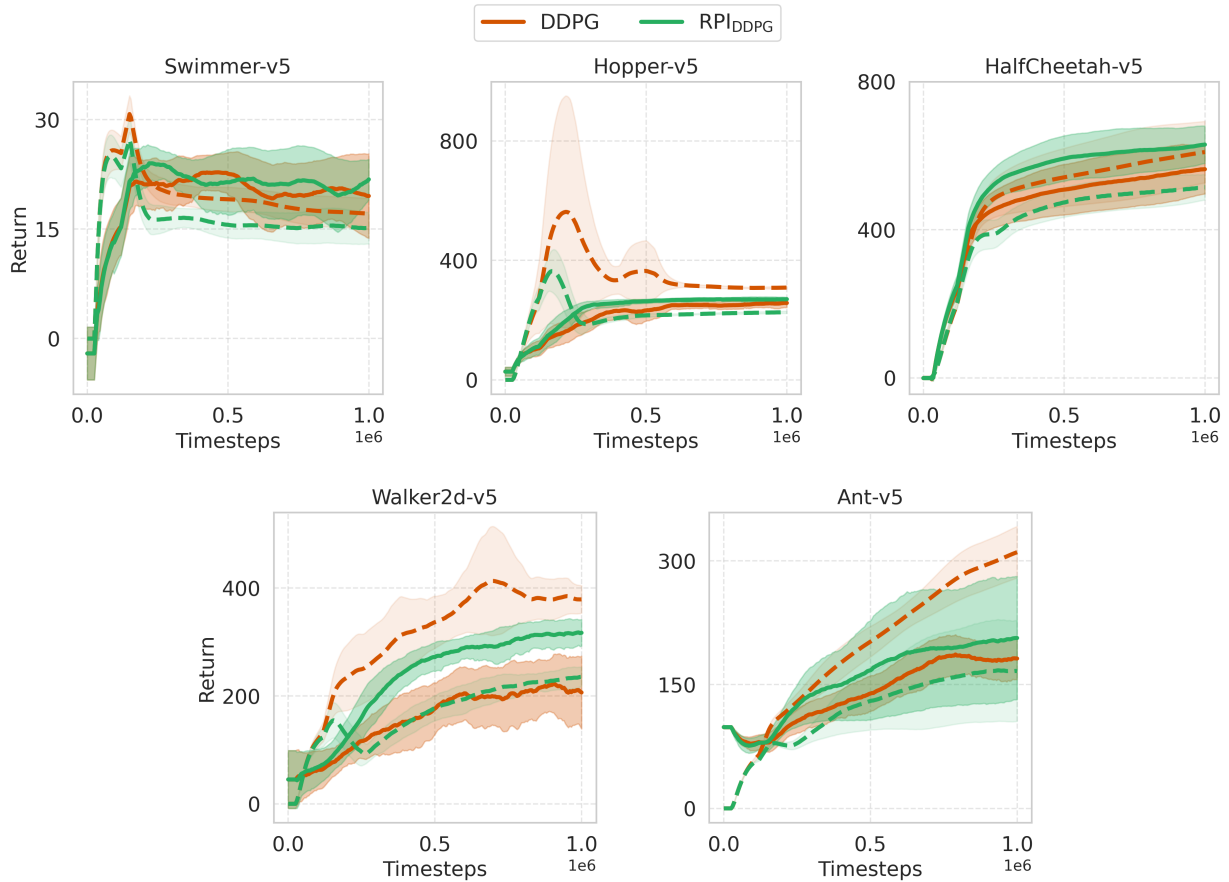 DDPG RPI_DDPG
Swimmer-v5 Hopper-v5 HalfCheetah-v5
30
15
0
Return
0.0 0.5 1.0
Timesteps 1e6
800
400
0
0.0 0.5 1.0
Timesteps 1e6
800
400
0
0.0 0.5 1.0
Timesteps 1e6
Walker2d-v5 Ant-v5
400
200
0
Return
0.0 0.5 1.0
Timesteps 1e6
300
150
0
0.0 0.5 1.0
Timesteps 1e6